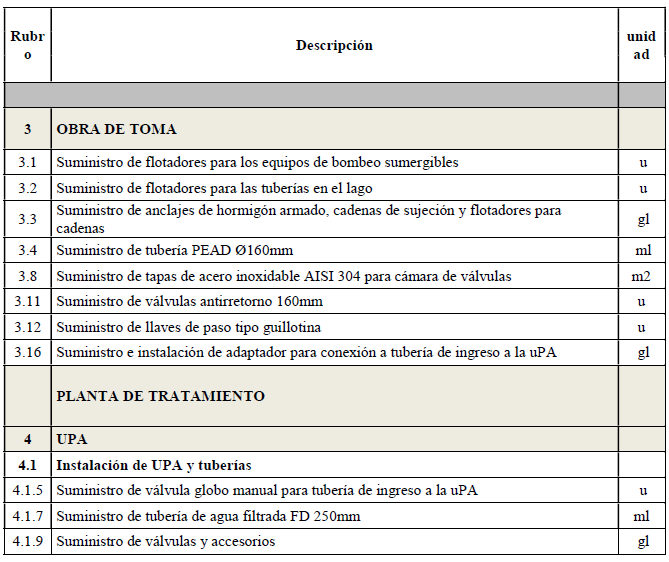 Rubr
o
Descripción
unid
ad
3 OBRA DE TOMA
3.1 Suministro de flotadores para los equipos de bombeo sumergibles u
3.2 Suministro de flotadores para las tuberías en el lago u
3.3 Suministro de anclajes de hormigón armado, cadenas de sujeción y flotadores para
cadenas gl
3.4 Suministro de tubería PEAD Ø160mm ml
3.8 Suministro de tapas de acero inoxidable AISI 304 para cámara de válvulas m2
3.11 Suministro de válvulas antirretorno 160mm u
3.12 Suministro de llaves de paso tipo guillotina u
3.16 Suministro e instalación de adaptador para conexión a tubería de ingreso a la uPA gl
PLANTA DE TRATAMIENTO
4 UPA
4.1 Instalación de UPA y tuberías
4.1.5 Suministro de válvula globo manual para tubería de ingreso a la uPA u
4.1.7 Suministro de tubería de agua filtrada FD 250mm ml
4.1.9 Suministro de válvulas y accesorios gl